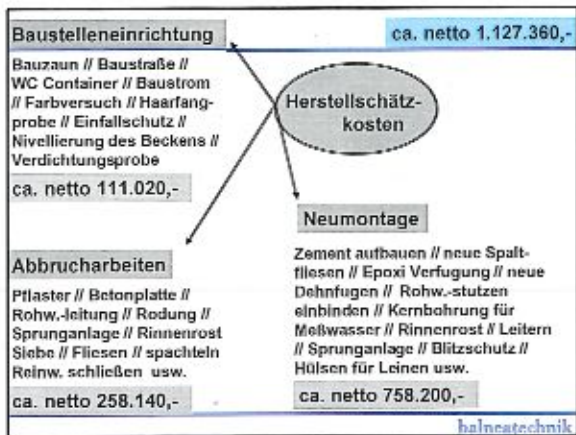 Baustelleneinrichtung
ca. netto 1.127.360,-
Bauzaun // Baustraße //
WC Container // Baustrom
// Farbversuch // Haarfang-
probe // Einfallschutz //
Nivellierung des Beckens //
Verdichtungsprobe
ca. netto 111.020,-
Herstellschätz-
kosten
Abbrucharbeiten
Pflaster // Betonplatte //
Rohw.-leitung // Rodung //
Sprunganlage // Rinnenrost
Siebe // Fliesen // spachteln
Reinw. schließen usw.
ca. netto 258.140,-
Neumontage
Zement aufbauen // neue Spalt-
fliesen // Epoxi Verfugung // neue
Dehnfugen // Rohw.-stutzen
einbinden // Kernbohrung für
Meßwasser // Rinnenrost // Leitern
// Sprunganlage // Blitzschutz //
Hülsen für Leinen usw.
ca. netto 758.200,-
balneatechnik